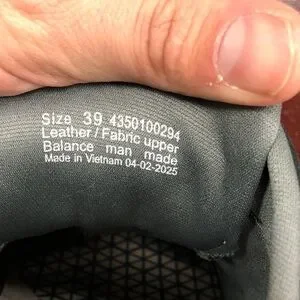 Size 39 4350100294
Leather / Fabric upper
Balance man made
Made in Vietnam 04-02-2025